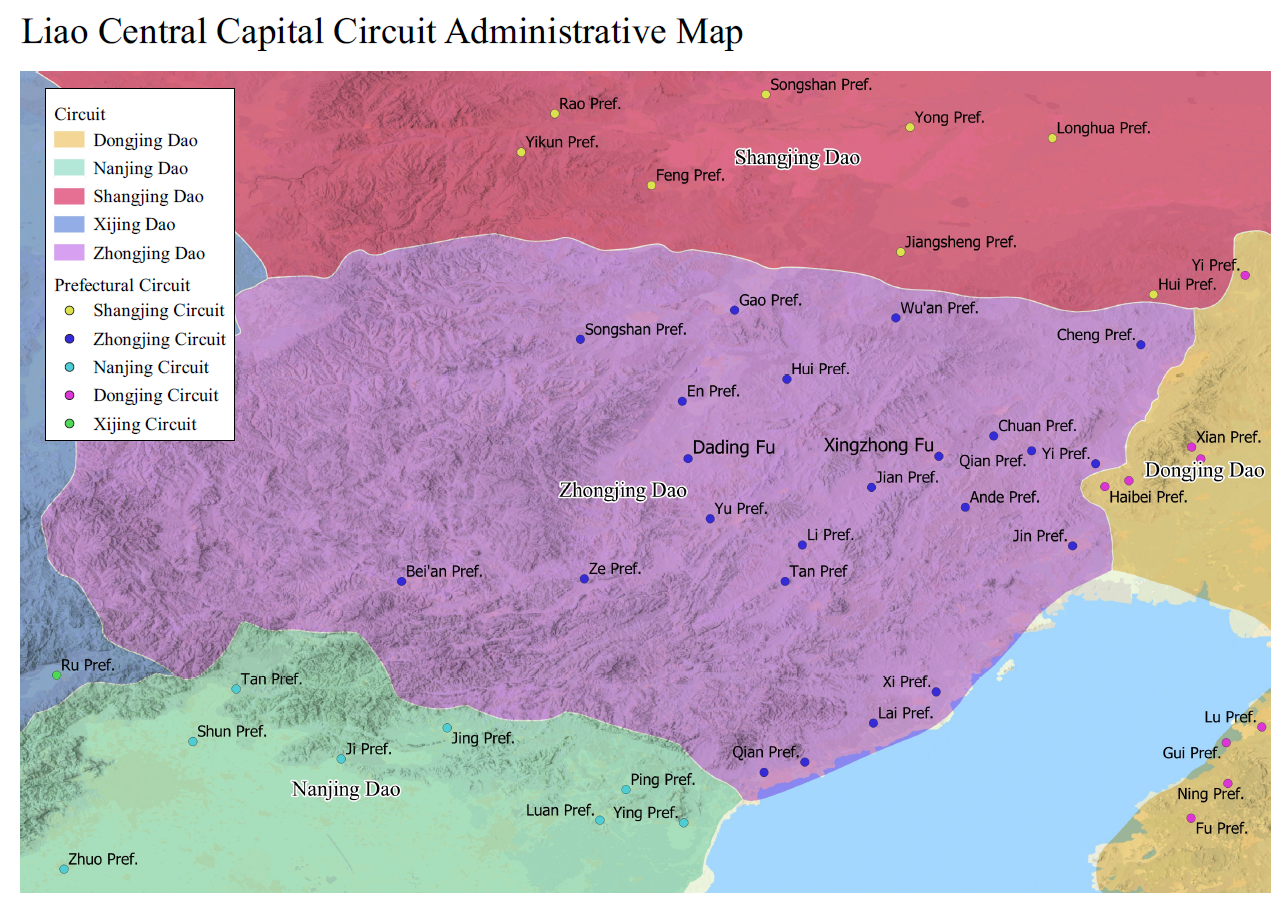 Liao Central Capital Circuit Administrative Map
Circuit
Dongjing Dao
Nanjing Dao
Shangjing Dao
Xijing Dao
Zhongjing Dao
Prefectural Circuit
Shangjing Circuit
Zhongjing Circuit
Nanjing Circuit
Dongjing Circuit
Xijing Circuit
Songshan Pref.
Rao Pref.
Yong Pref.
Longhua Pref.
Yikun Pref.
Shangjing Dao
Feng Pref.
Jiangsheng Pref.
Yi Pref.
Hui Pref.
Gao Pref.
Wu'an Pref.
Songshan Pref.
Cheng Pref.
Hui Pref.
En Pref.
Chuan Pref.
Xian Pref.
Dading Fu
Xingzhong Fu
Qian Pref.
Yi Pref.
Dongjing Dao
Jian Pref.
Zhongjing Dao
Ande Pref.
Haibei Pref.
Yu Pref.
Li Pref.
Jin Pref.
Bei'an Pref.
Ze Pref.
Tan Pref
Ru Pref.
Tan Pref.
Xi Pref.
Lai Pref.
Lu Pref.
Shun Pref.
Jing Pref.
Ji Pref.
Qian Pref.
Gui Pref.
Ping Pref.
Nanjing Dao
Ning Pref.
Luan Pref.
Ying Pref.
Fu Pref.
Zhuo Pref.